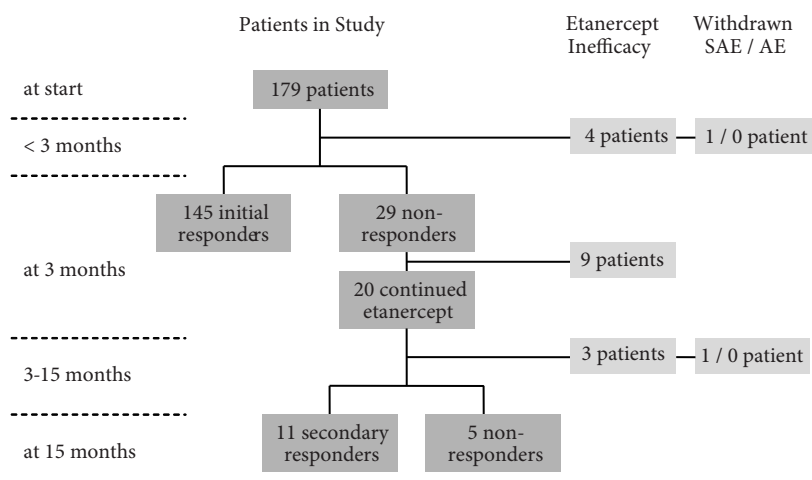 Patients in Study
Etanercept
Inefficacy
Withdrawn
SAE / AE
at start
179 patients
< 3 months
4 patients
1 / 0 patient
145 initial
responders
29 non-
responders
at 3 months
9 patients
20 continued
etanercept
3-15 months
3 patients
1 / 0 patient
at 15 months
11 secondary
responders
5 non-
responders